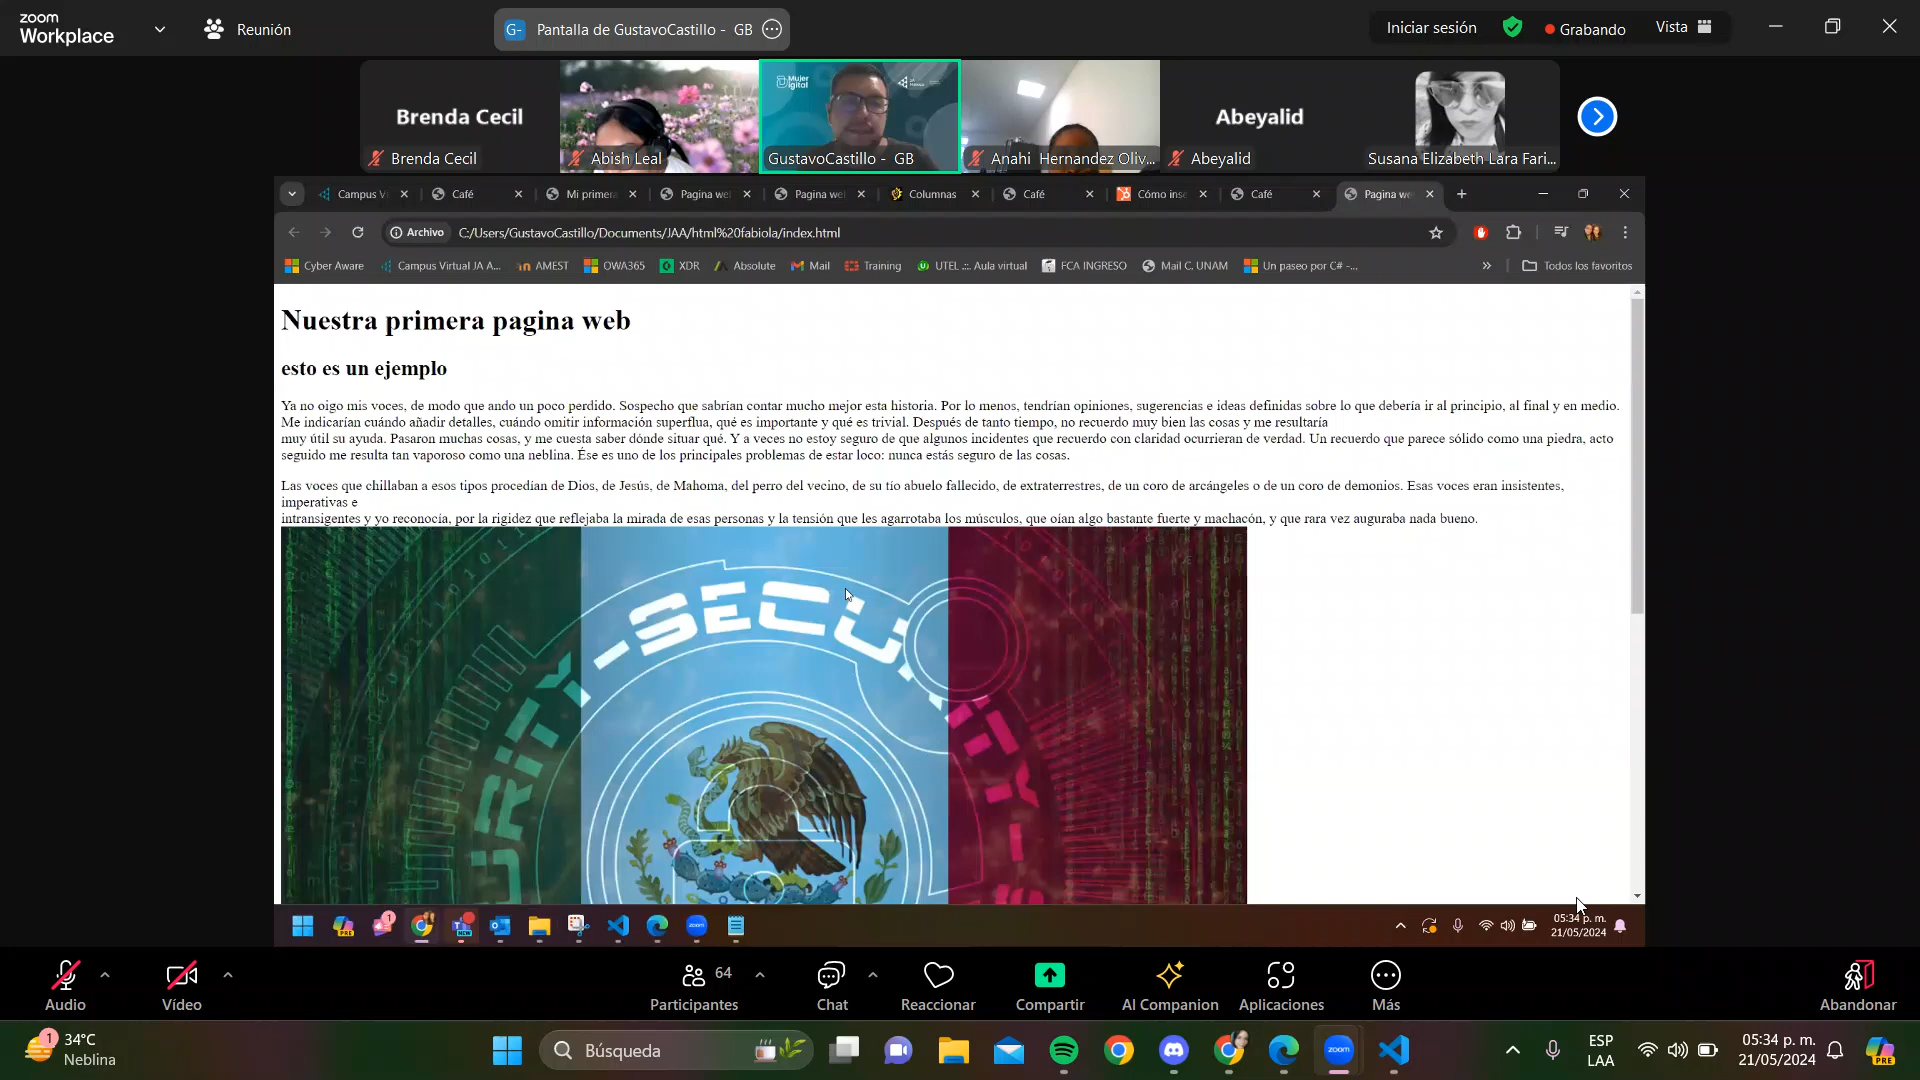 zoom
Workplace
Reunión
G-
Pantalla de GustavoCastillo - GB
Iniciar sesión
Grabando
Vista
Brenda Cecil
Brenda Cecil
Abish Leal
Mujer
Digital
GustavoCastillo - GB
Anahi Hernandez Oliv...
Abeyalid
Abeyalid
Susana Elizabeth Lara Fari...
Campus Vi
Café
Mi primera
Pagina web
Pagina web
Columnas
Café
Cómo inse
Café
Pagina we
Archivo
C:/Users/GustavoCastillo/Documents/JAA/html%20fabiola/index.html
Cyber Aware
Campus Virtual JA A...
AMEST
OWA365
XDR
Absolute
Mail
Training
UTEL .:. Aula virtual
FCA INGRESO
Mail C. UNAM
Un paseo por C# -...
»
Todos los favoritos
Nuestra primera pagina web
esto es un ejemplo
Ya no oigo mis voces, de modo que ando un poco perdido. Sospecho que sabrían contar mucho mejor esta historia. Por lo menos, tendrían opiniones, sugerencias e ideas definidas sobre lo que debería ir al principio, al final y en medio.
Me indicarían cuándo añadir detalles, cuándo omitir información superflua, qué es importante y qué es trivial. Después de tanto tiempo, no recuerdo muy bien las cosas y me resultaría
muy útil su ayuda. Pasaron muchas cosas, y me cuesta saber dónde situar qué. Y a veces no estoy seguro de que algunos incidentes que recuerdo con claridad ocurrieran de verdad. Un recuerdo que parece sólido como una piedra, acto
seguido me resulta tan vaporoso como una neblina. Ése es uno de los principales problemas de estar loco: nunca estás seguro de las cosas.
Las voces que chillaban a esos tipos procedían de Dios, de Jesús, de Mahoma, del perro del vecino, de su tío abuelo fallecido, de extraterrestres, de un coro de arcángeles o de un coro de demonios. Esas voces eran insistentes,
imperativas e
intransigentes y yo reconocía, por la rigidez que reflejaba la mirada de esas personas y la tensión que les agarrotaba los músculos, que oían algo bastante fuerte y machacón, y que rara vez auguraba nada bueno.
URITY-SECU
ITY
05:34 p. m.
21/05/2024
Audio
Vídeo
64
Participantes
Chat
Reaccionar
Compartir
AI Companion
Aplicaciones
Más
Abandonar
1
34°C
Neblina
Búsqueda
zoom
ESP
LAA
05:34 p. m.
21/05/2024
PRE